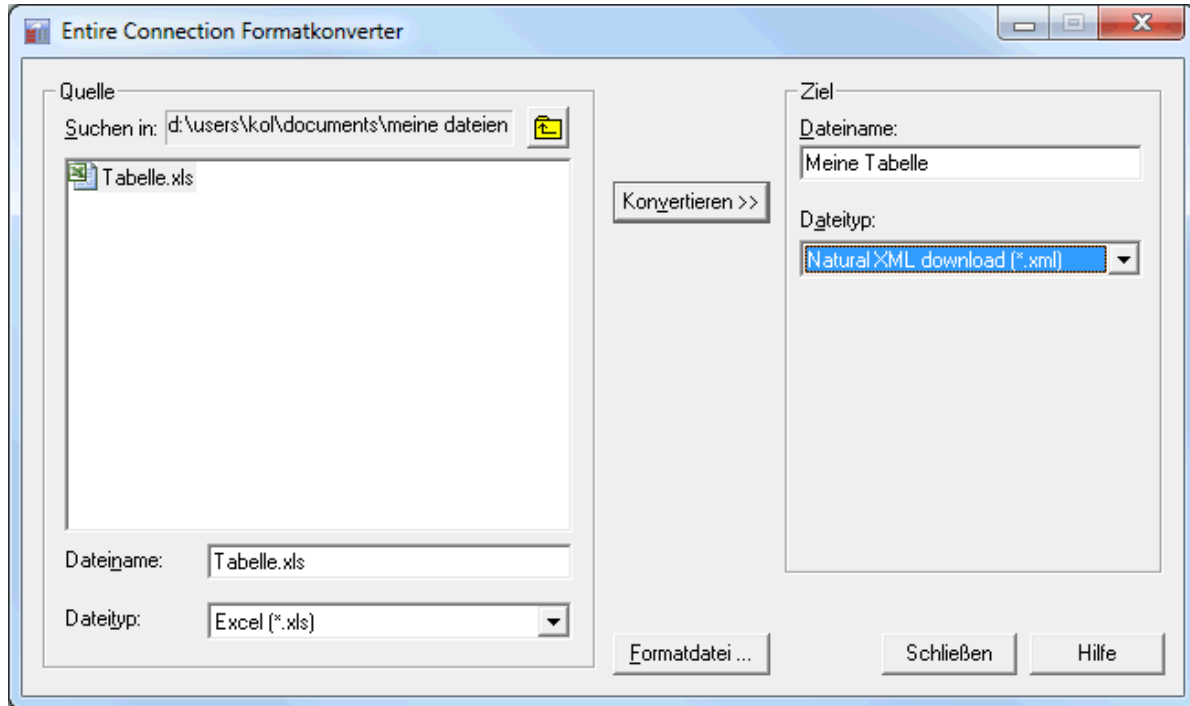 Entire Connection Formatkonverter
Quelle
Suchen in: d:\users\kol\documents\meine dateien
Tabelle.xls
Dateiname: Tabelle.xls
Dateityp: Excel (*.xls)
Konvertieren >>
Formatdatei ...
Ziel
Dateiname:
Meine Tabelle
Dateityp:
Natural XML download (*.xml)
Schließen Hilfe